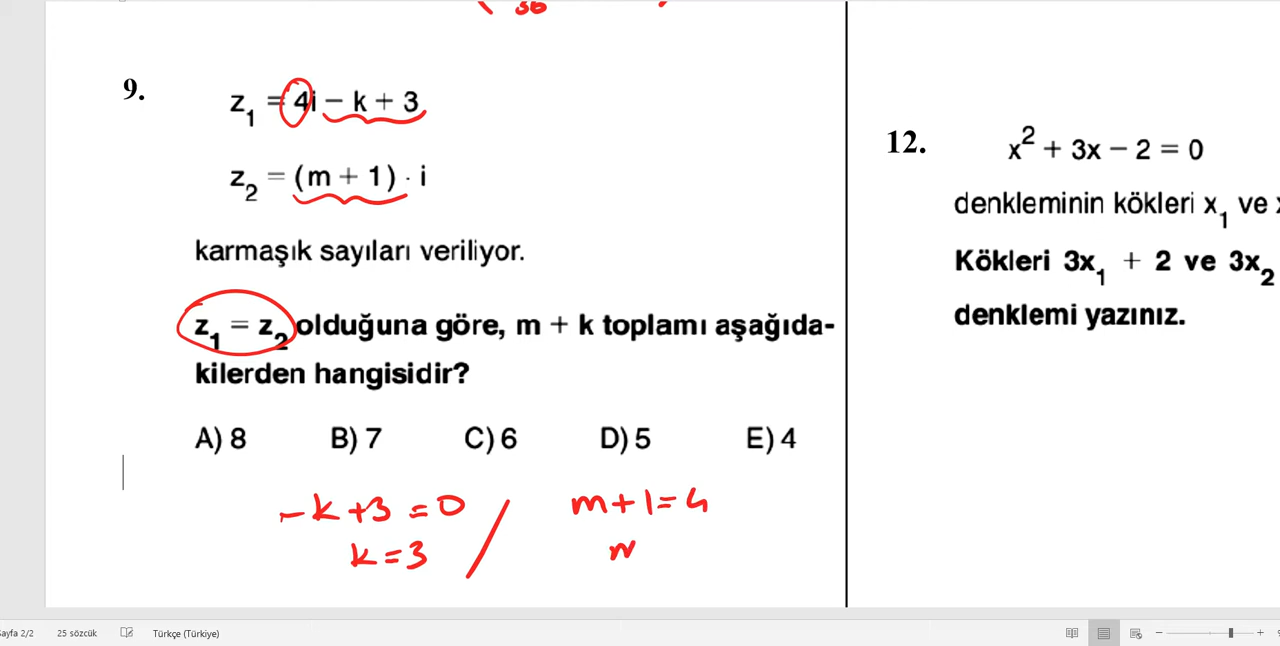 9.
z₁ = 4i − k + 3
z₂ = (m + 1) · i
karmaşık sayıları veriliyor.
z₁ = z₂ olduğuna göre, m + k toplamı aşağıda-
kilerden hangisidir?
A) 8 B) 7 C) 6 D) 5 E) 4
−k+3=0 / m+1=4
k=3 m
12.
x² + 3x − 2 = 0
denkleminin kökleri x₁ ve
Kökleri 3x₁ + 2 ve 3x₂
denklemi yazınız.
Sayfa 2/2 25 sözcük Türkçe (Türkiye)